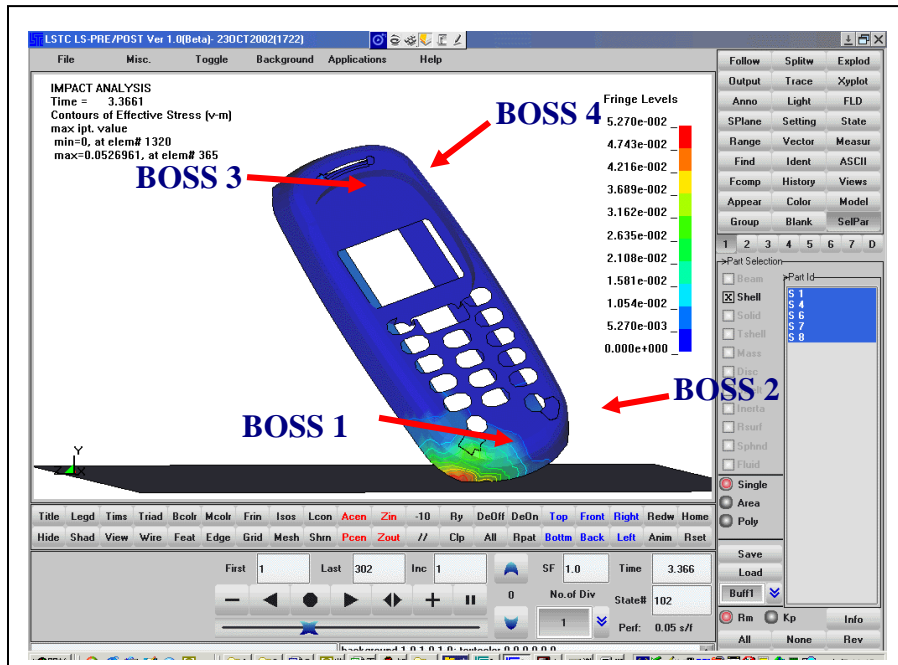 LSTC LS-PRE/POST Ver 1.0(Beta)- 23OCT2002(1722)
File Misc. Toggle Background Applications Help
IMPACT ANALYSIS
Time = 3.3661
Contours of Effective Stress (v-m)
max ipt. value
min=0, at elem# 1320
max=0.0526961, at elem# 365
BOSS 4
BOSS 3
BOSS 2
BOSS 1
Fringe Levels
5.270e-002
4.743e-002
4.216e-002
3.689e-002
3.162e-002
2.635e-002
2.108e-002
1.581e-002
1.054e-002
5.270e-003
0.000e+000
Y
Follow Splitw Explod
Output Trace Xyplot
Anno Light FLD
SPlane Setting State
Range Vector Measur
Find Ident ASCII
Fcomp History Views
Appear Color Model
Group Blank SelPar
1 2 3 4 5 6 7 D
>Part Selection
Beam
X Shell
Solid
Tshell
Mass
Disc
Inerta
Rsurf
Sphnd
Fluid
>Part Id
S 1
S 4
S 6
S 7
S 8
Single
Area
Poly
Save
Load
Buff1
Rm Kp Info
All None Rev
Title Legd Tims Triad Bcolr Mcolr Frin Isos Lcon Acen Zin -10 Ry DeOff DeOn Top Front Right Redw Home
Hide Shad View Wire Feat Edge Grid Mesh Shrn Pcen Zout // Clp All Rpat Bottm Back Left Anim Rset
First 1 Last 302 Inc 1 SF 1.0 Time 3.366
0 No.of Div 1 State# 102
Perf: 0.05 s/f